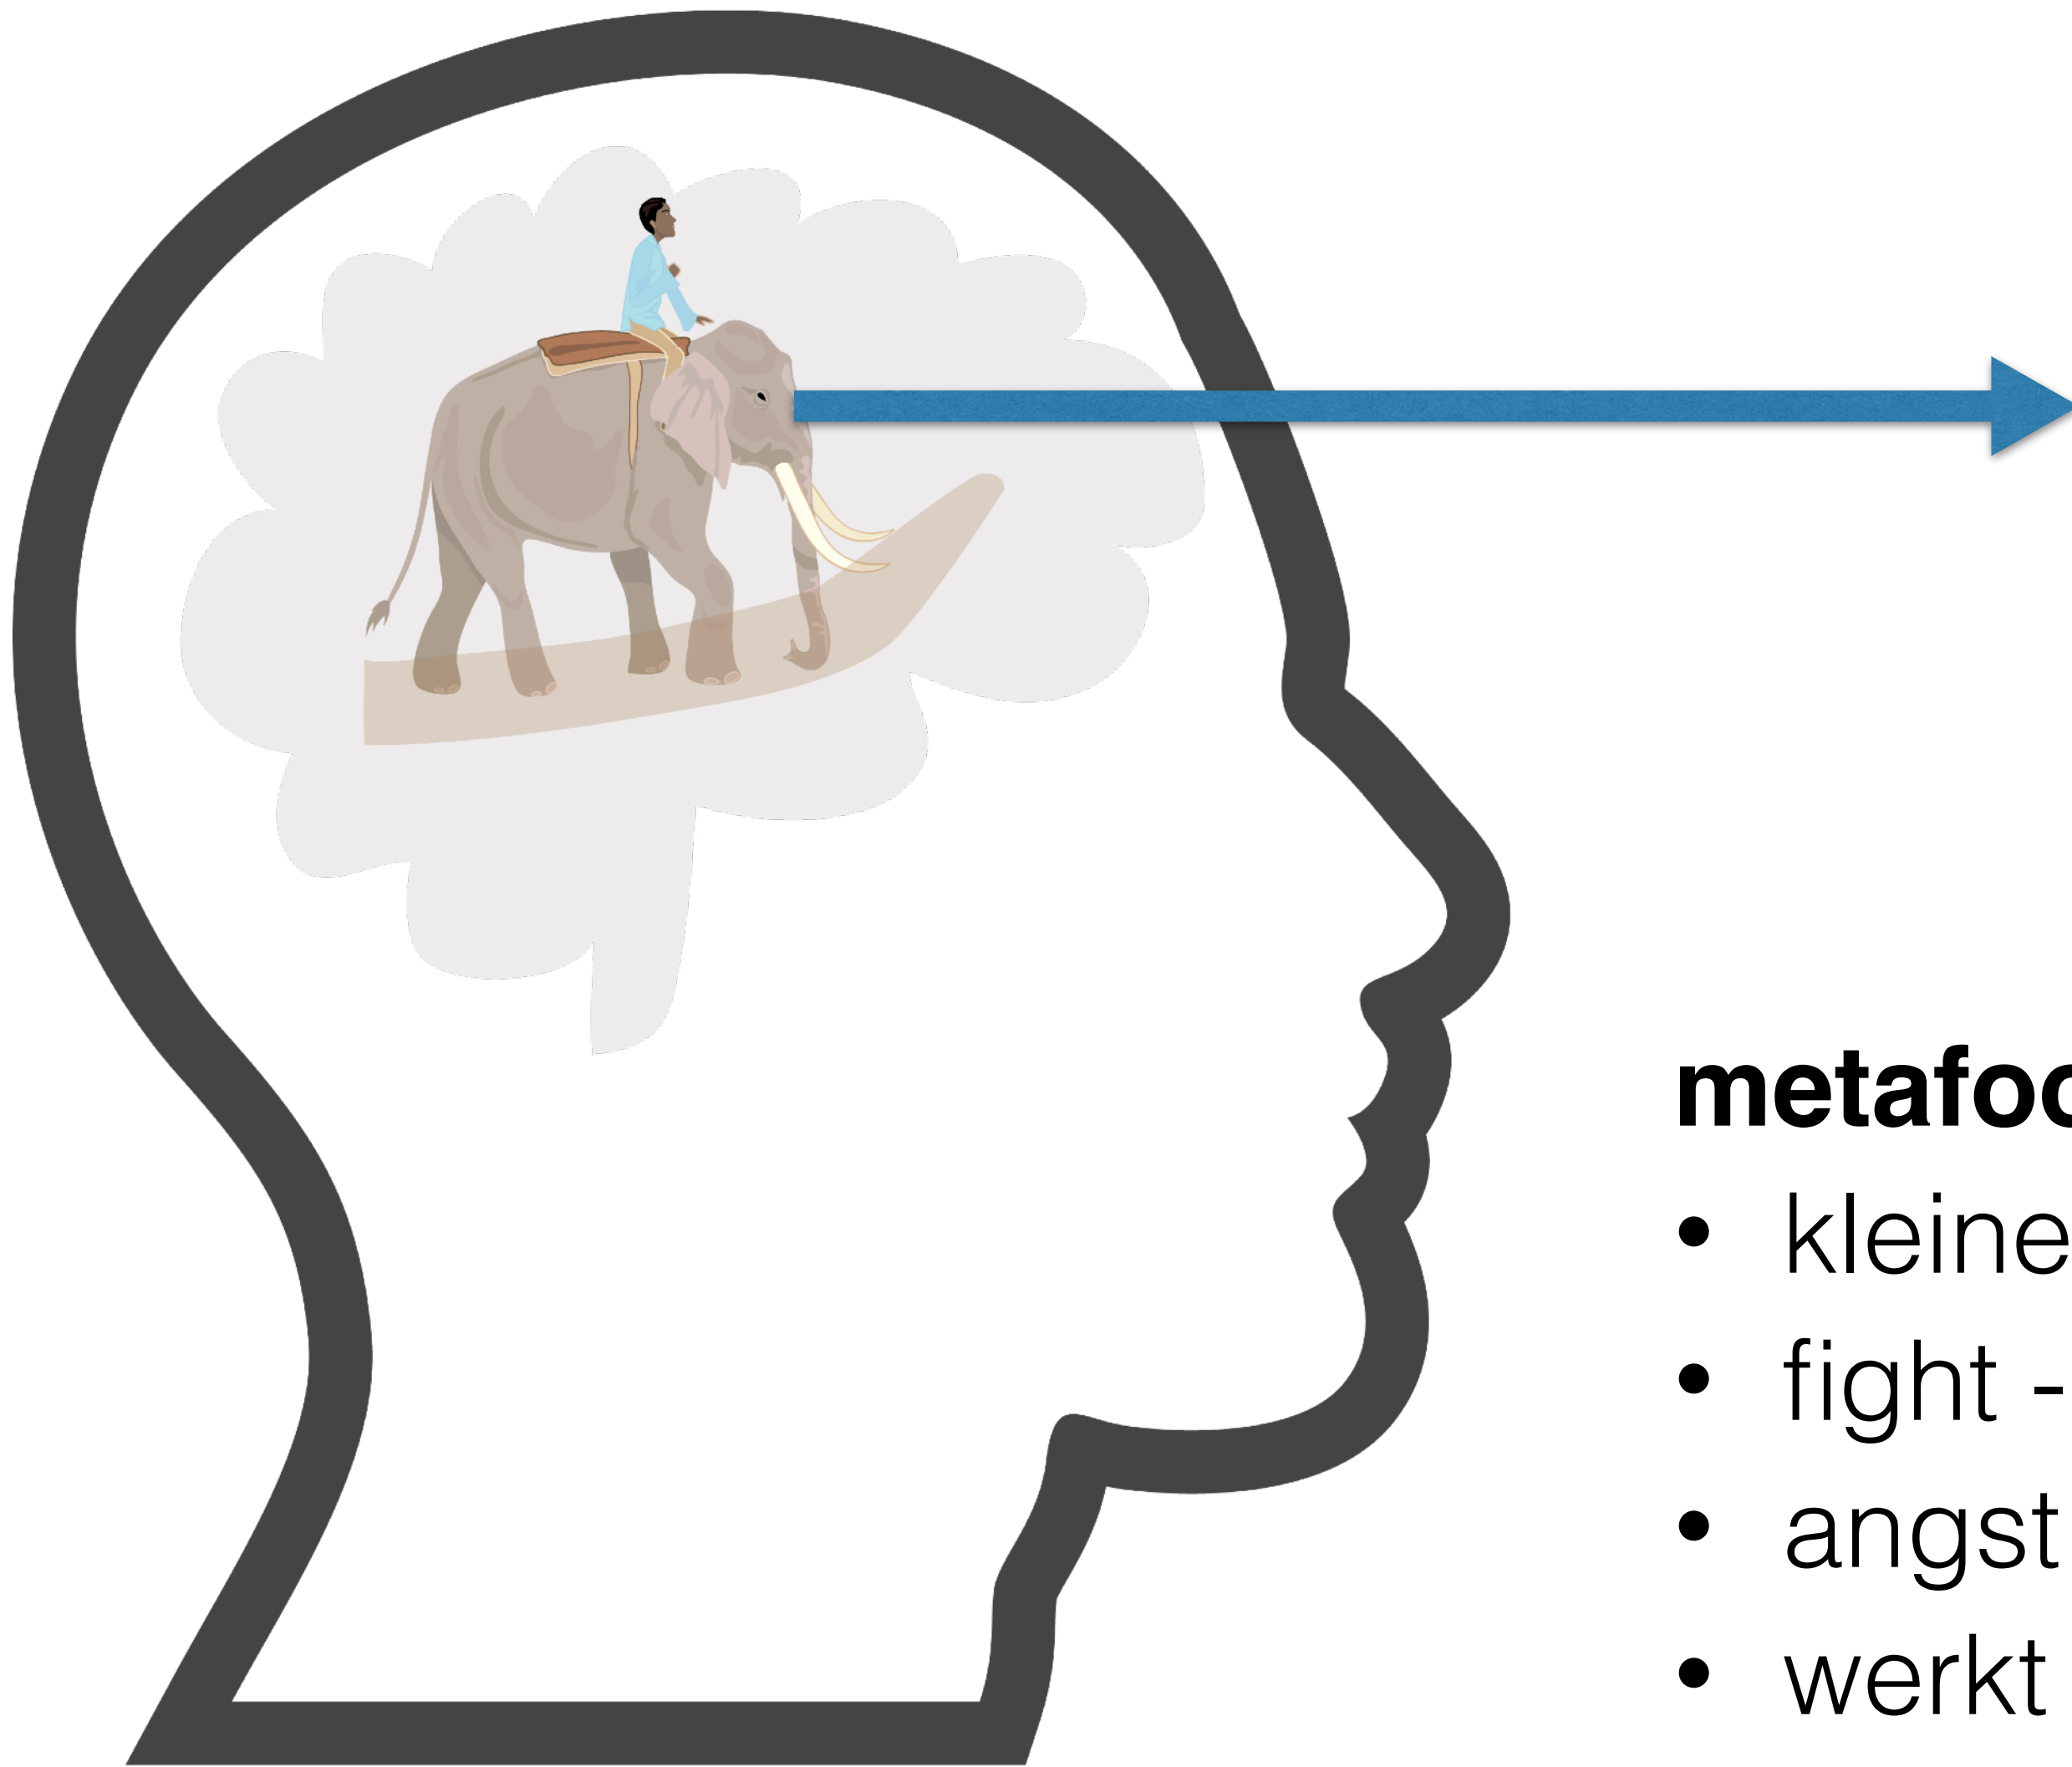 metafoo
• kleine
• fight -
• angst
• werkt